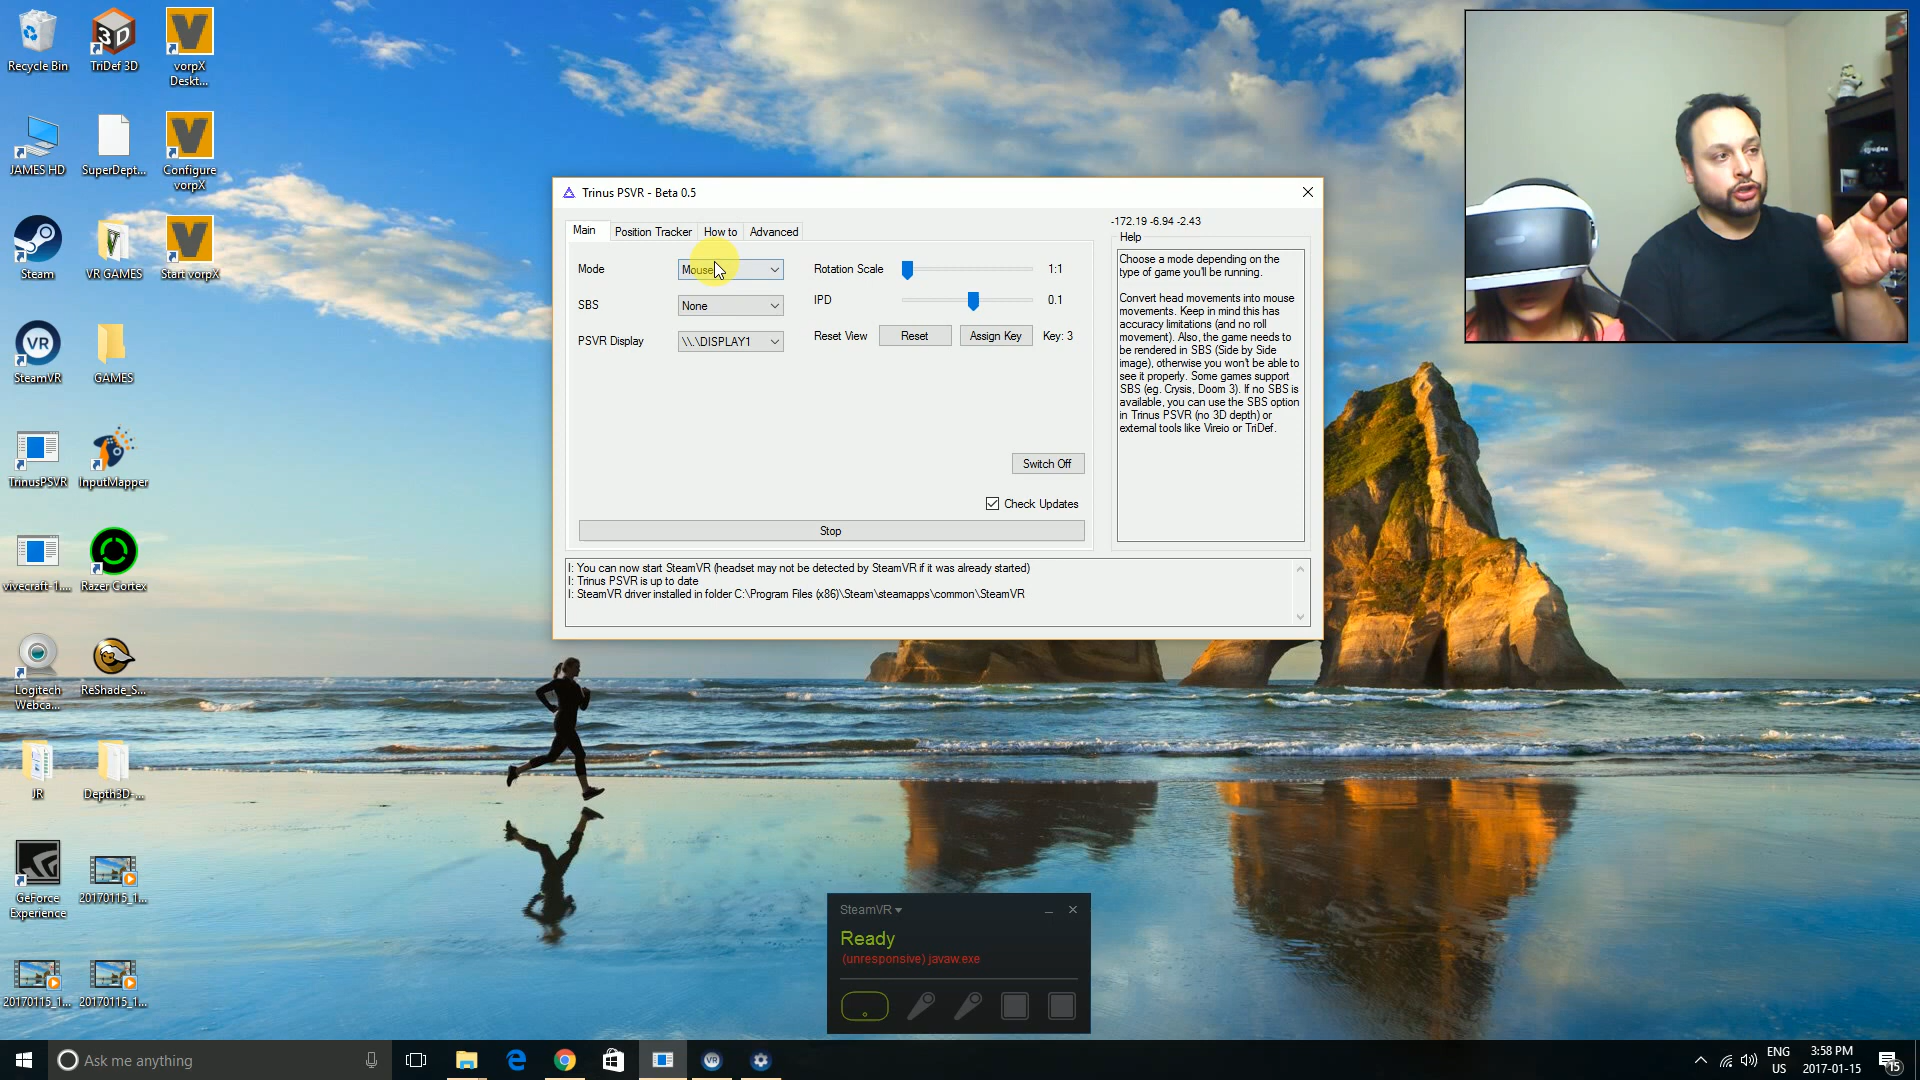 Recycle Bin
TriDef 3D
vorpX
Deskt...
JAMES HD
SuperDept...
Configure
vorpX
Steam
VR GAMES
Start vorpX
SteamVR
GAMES
TrinusPSVR
InputMapper
vivecraft-1....
Razer Cortex
Logitech
Webca...
ReShade_S...
JR
Depth3D-...
GeForce
Experience
20170115_1...
20170115_1...
20170115_1...
Trinus PSVR - Beta 0.5
Main
Position Tracker
How to
Advanced
-172.19 -6.94 -2.43
Mode
Mouse
Rotation Scale
1:1
SBS
None
IPD
0.1
PSVR Display
\\.\DISPLAY1
Reset View
Reset
Assign Key
Key: 3
Switch Off
Check Updates
Stop
Help
Choose a mode depending on the
type of game you'll be running.
Convert head movements into mouse
movements. Keep in mind this has
accuracy limitations (and no roll
movement). Also, the game needs to
be rendered in SBS (Side by Side
image), otherwise you won't be able to
see it properly. Some games support
SBS (eg. Crysis, Doom 3). If no SBS is
available, you can use the SBS option
in Trinus PSVR (no 3D depth) or
external tools like Vireio or TriDef.
I: You can now start SteamVR (headset may not be detected by SteamVR if it was already started)
I: Trinus PSVR is up to date
I: SteamVR driver installed in folder C:\Program Files (x86)\Steam\steamapps\common\SteamVR
SteamVR
Ready
(unresponsive) javaw.exe
Ask me anything
ENG
US
3:58 PM
2017-01-15
15